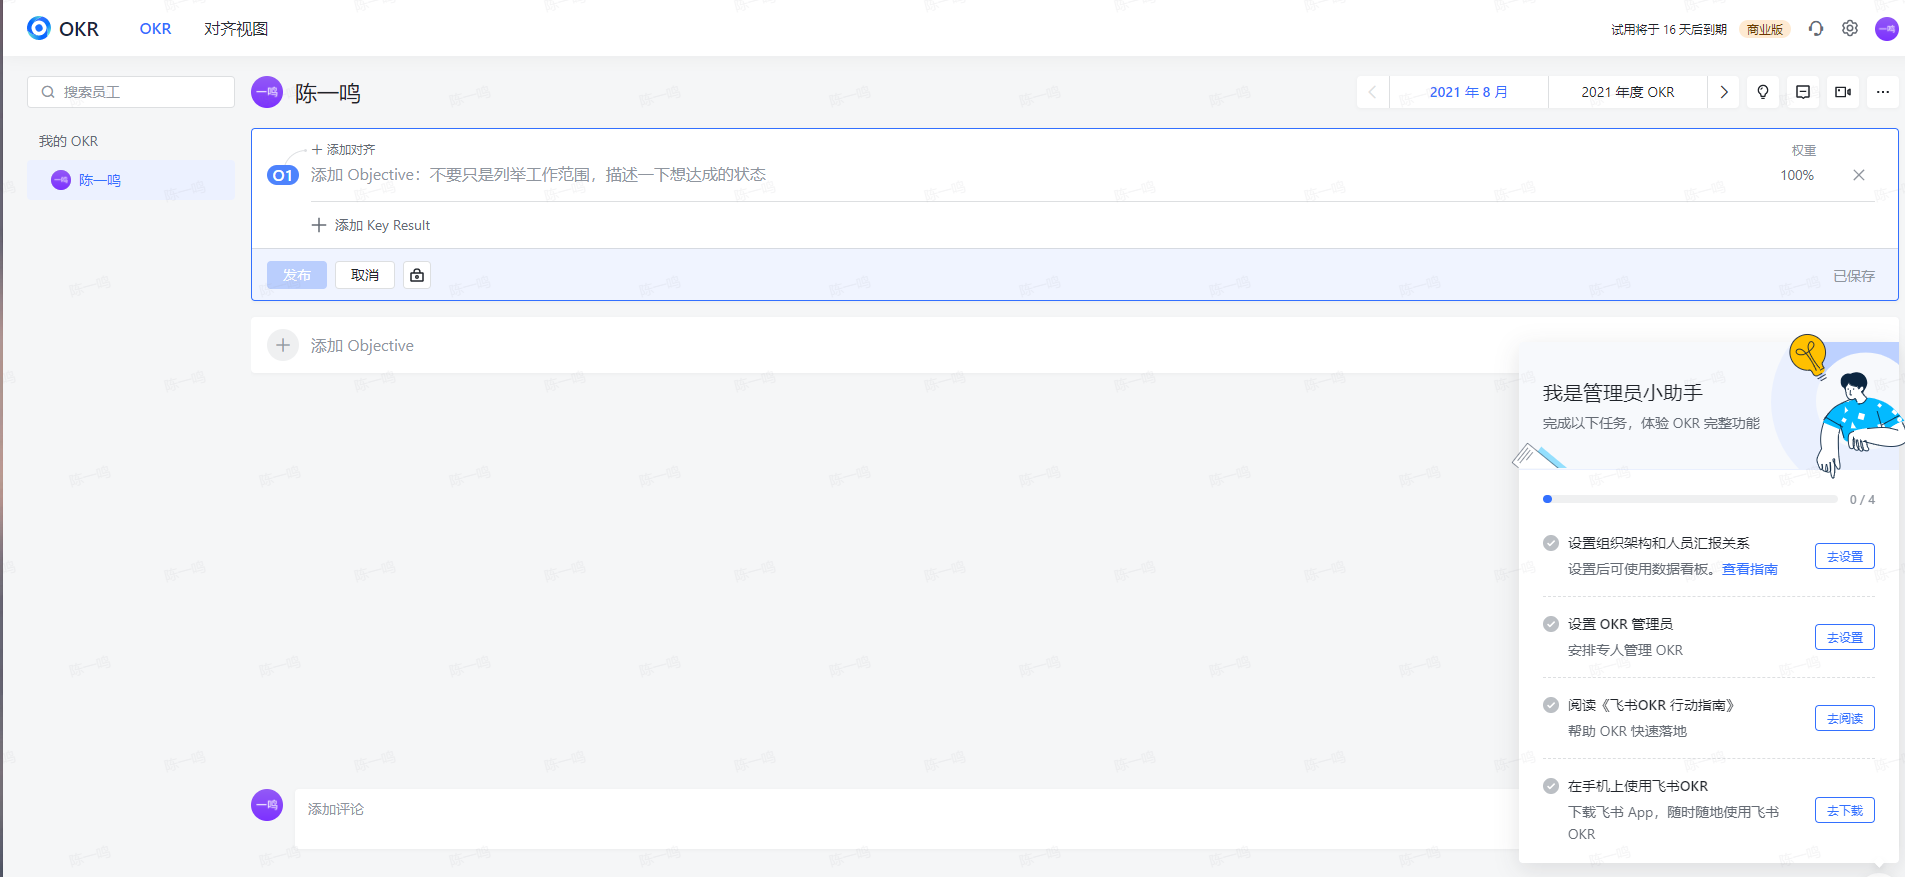 OKR OKR 对齐视图 试用将于 16 天后到期 商业版 一鸣
搜索员工
我的 OKR
一鸣 陈一鸣
一鸣 陈一鸣 2021 年 8 月 2021 年度 OKR
添加对齐 权重
O1 添加 Objective：不要只是列举工作范围，描述一下想达成的状态 100%
添加 Key Result
发布 取消 已保存
添加 Objective
我是管理员小助手
完成以下任务，体验 OKR 完整功能
0 / 4
设置组织架构和人员汇报关系
设置后可使用数据看板。查看指南
去设置
设置 OKR 管理员
安排专人管理 OKR
去设置
阅读《飞书OKR 行动指南》
帮助 OKR 快速落地
去阅读
在手机上使用飞书OKR
下载飞书 App，随时随地使用飞书
OKR
去下载
一鸣 添加评论
陈一鸣